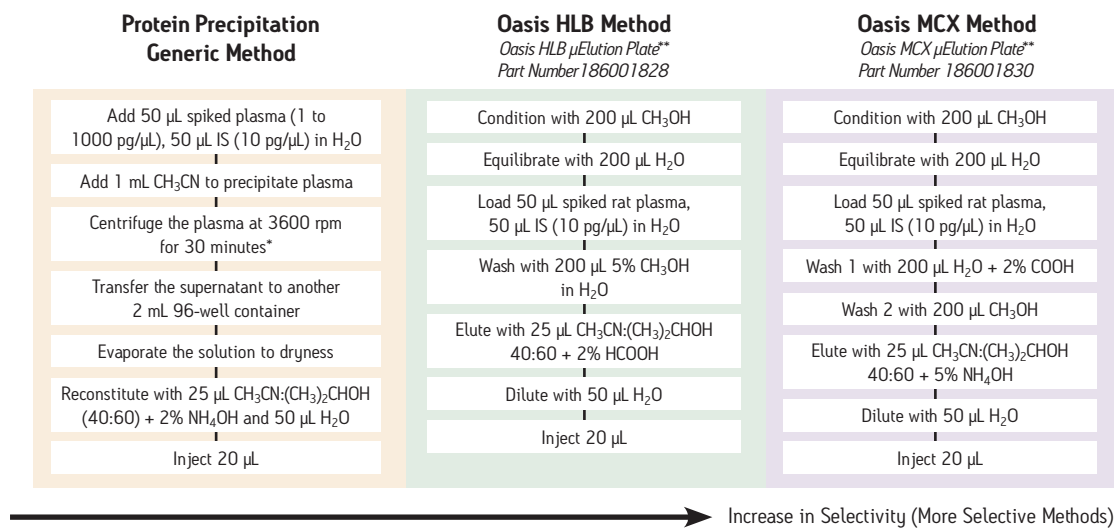 Protein Precipitation
Generic Method
Add 50 µL spiked plasma (1 to
1000 pg/µL), 50 µL IS (10 pg/µL) in H₂O
Add 1 mL CH₃CN to precipitate plasma
Centrifuge the plasma at 3600 rpm
for 30 minutes*
Transfer the supernatant to another
2 mL 96-well container
Evaporate the solution to dryness
Reconstitute with 25 µL CH₃CN:(CH₃)₂CHOH
(40:60) + 2% NH₄OH and 50 µL H₂O
Inject 20 µL
Oasis HLB Method
Oasis HLB µElution Plate**
Part Number186001828
Condition with 200 µL CH₃OH
Equilibrate with 200 µL H₂O
Load 50 µL spiked rat plasma,
50 µL IS (10 pg/µL) in H₂O
Wash with 200 µL 5% CH₃OH
in H₂O
Elute with 25 µL CH₃CN:(CH₃)₂CHOH
40:60 + 2% HCOOH
Dilute with 50 µL H₂O
Inject 20 µL
Oasis MCX Method
Oasis MCX µElution Plate**
Part Number 186001830
Condition with 200 µL CH₃OH
Equilibrate with 200 µL H₂O
Load 50 µL spiked rat plasma,
50 µL IS (10 pg/µL) in H₂O
Wash 1 with 200 µL H₂O + 2% COOH
Wash 2 with 200 µL CH₃OH
Elute with 25 µL CH₃CN:(CH₃)₂CHOH
40:60 + 5% NH₄OH
Dilute with 50 µL H₂O
Inject 20 µL
Increase in Selectivity (More Selective Methods)